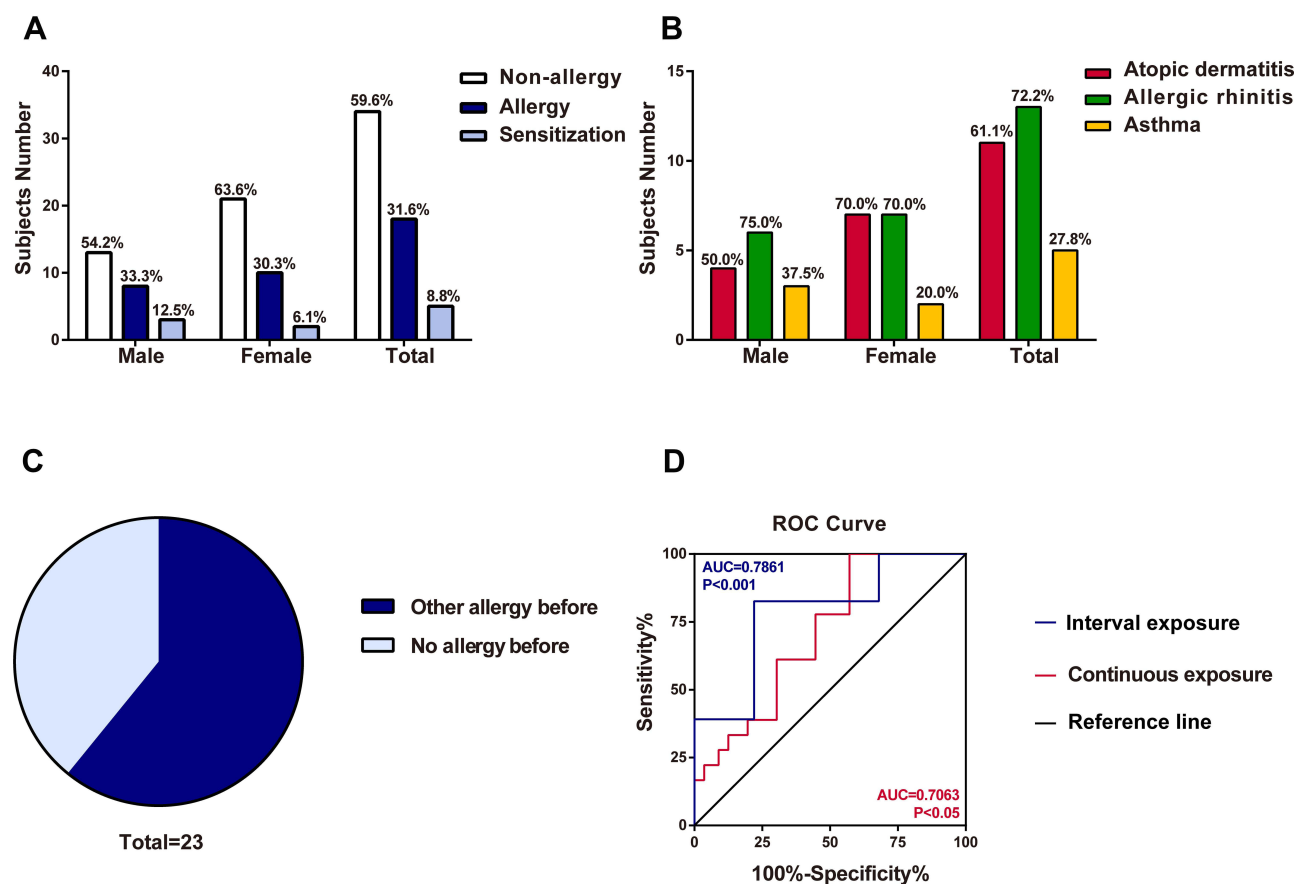 A
Subjects Number
40
30
20
10
0
54.2%
33.3%
12.5%
63.6%
30.3%
6.1%
59.6%
31.6%
8.8%
Male
Female
Total
Non-allergy
Allergy
Sensitization
B
Subjects Number
15
10
5
0
50.0%
75.0%
37.5%
70.0%
70.0%
20.0%
61.1%
72.2%
27.8%
Male
Female
Total
Atopic dermatitis
Allergic rhinitis
Asthma
C
Other allergy before
No allergy before
Total=23
D
ROC Curve
Sensitivity%
100
75
50
25
0
AUC=0.7861
P<0.001
AUC=0.7063
P<0.05
0
25
50
75
100
100%-Specificity%
Interval exposure
Continuous exposure
Reference line